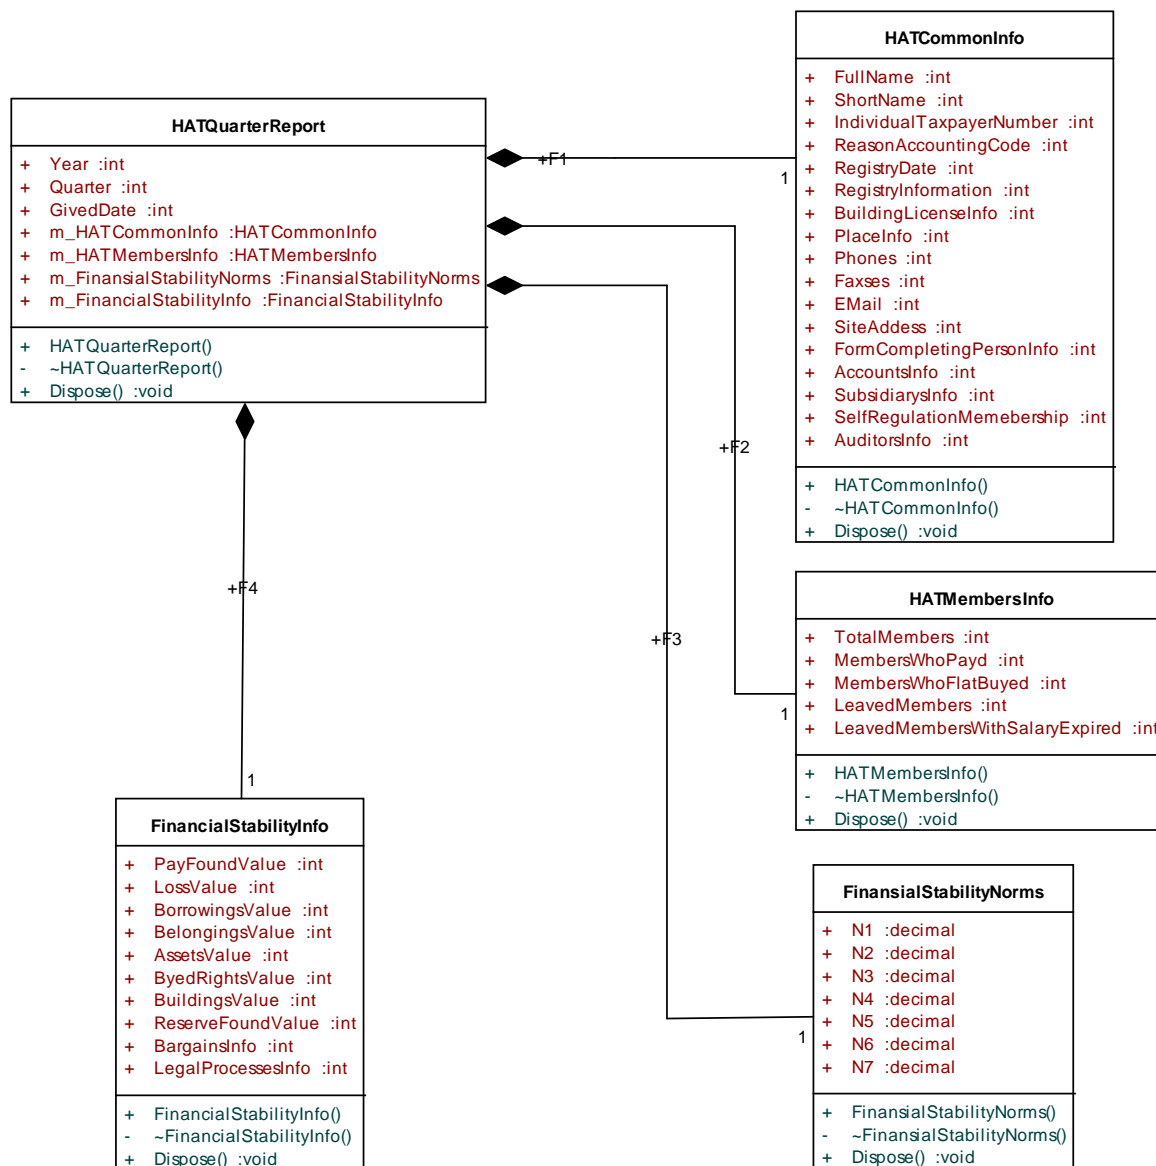 HATQuarterReport
+ Year :int
+ Quarter :int
+ GivedDate :int
+ m_HATCommonInfo :HATCommonInfo
+ m_HATMembersInfo :HATMembersInfo
+ m_FinansialStabilityNorms :FinansialStabilityNorms
+ m_FinancialStabilityInfo :FinancialStabilityInfo
+ HATQuarterReport()
- ~HATQuarterReport()
+ Dispose() :void
+F1
1
HATCommonInfo
+ FullName :int
+ ShortName :int
+ IndividualTaxpayerNumber :int
+ ReasonAccountingCode :int
+ RegistryDate :int
+ RegistryInformation :int
+ BuildingLicenseInfo :int
+ PlaceInfo :int
+ Phones :int
+ Faxses :int
+ EMail :int
+ SiteAddess :int
+ FormCompletingPersonInfo :int
+ AccountsInfo :int
+ SubsidiarysInfo :int
+ SelfRegulationMemebership :int
+ AuditorsInfo :int
+ HATCommonInfo()
- ~HATCommonInfo()
+ Dispose() :void
+F2
1
HATMembersInfo
+ TotalMembers :int
+ MembersWhoPayd :int
+ MembersWhoFlatBuyed :int
+ LeavedMembers :int
+ LeavedMembersWithSalaryExpired :int
+ HATMembersInfo()
- ~HATMembersInfo()
+ Dispose() :void
+F4
1
+F3
1
FinancialStabilityInfo
+ PayFoundValue :int
+ LossValue :int
+ BorrowingsValue :int
+ BelongingsValue :int
+ AssetsValue :int
+ ByedRightsValue :int
+ BuildingsValue :int
+ ReserveFoundValue :int
+ BargainsInfo :int
+ LegalProcessesInfo :int
+ FinancialStabilityInfo()
- ~FinancialStabilityInfo()
+ Dispose() :void
FinansialStabilityNorms
+ N1 :decimal
+ N2 :decimal
+ N3 :decimal
+ N4 :decimal
+ N5 :decimal
+ N6 :decimal
+ N7 :decimal
+ FinansialStabilityNorms()
- ~FinansialStabilityNorms()
+ Dispose() :void